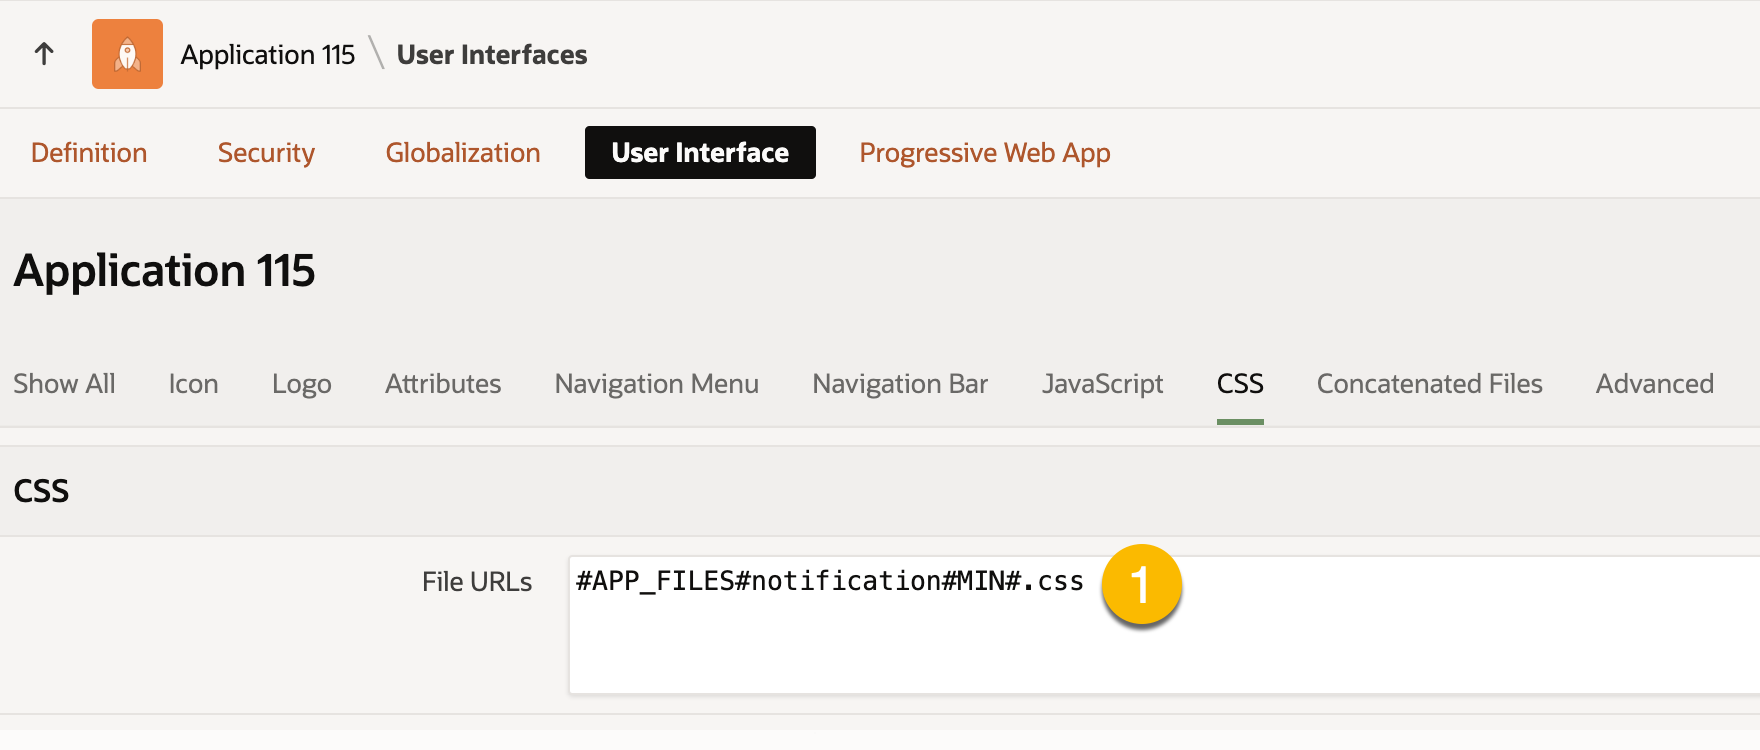 Application 115 \ User Interfaces
Definition Security Globalization User Interface Progressive Web App
Application 115
Show All Icon Logo Attributes Navigation Menu Navigation Bar JavaScript CSS Concatenated Files Advanced
CSS
File URLs #APP_FILES#notification#MIN#.css 1